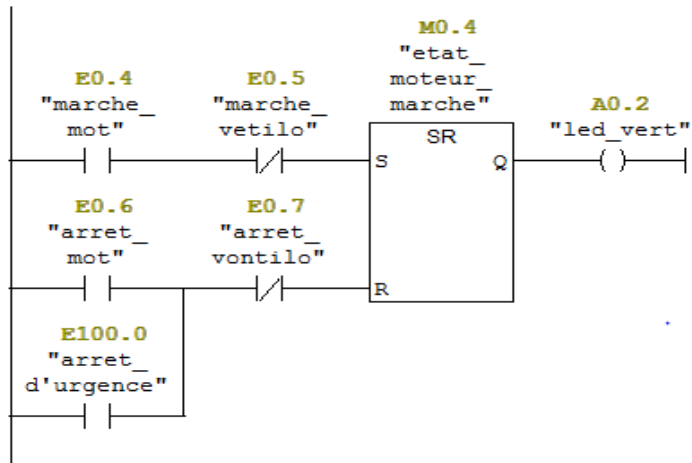 M0.4
"etat_
moteur_
marche"
E0.4
"marche_
mot"
E0.5
"marche_
vetilo"
A0.2
"led_vert"
SR
S
Q
E0.6
"arret_
mot"
E0.7
"arret_
vontilo"
R
E100.0
"arret_
d'urgence"